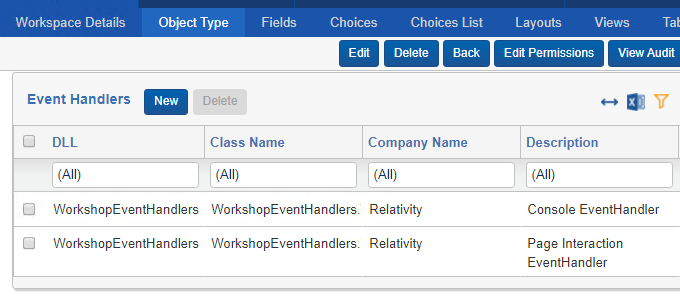 Workspace Details Object Type Fields Choices Choices List Layouts Views
Edit Delete Back Edit Permissions View Audit
Event Handlers New Delete
DLL Class Name Company Name Description
(All) (All) (All) (All)
WorkshopEventHandlers WorkshopEventHandlers. Relativity Console EventHandler
WorkshopEventHandlers WorkshopEventHandlers. Relativity Page Interaction
EventHandler